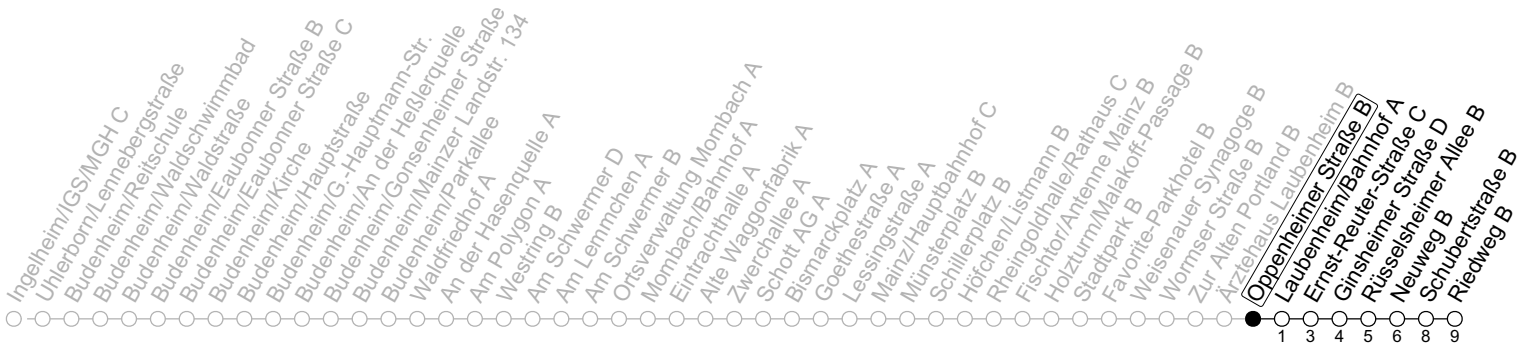 Ingelheim/IGS/MGH C
Uhlerborn/Lennebergstraße
Budenheim/Reitschule
Budenheim/Waldschwimmbad
Budenheim/Waldstraße
Budenheim/Eaubonner Straße B
Budenheim/Eaubonner Straße C
Budenheim/Kirche
Budenheim/Hauptstraße
Budenheim/G.-Hauptmann-Str.
Budenheim/An der Heßlerquelle
Budenheim/Gonsenheimer Straße
Budenheim/Mainzer Landstr. 134
Budenheim/Parkallee
Waldfriedhof A
An der Hasenquelle A
Am Polygon A
Westring B
Am Schwermer D
Am Lemmchen A
Am Schwermer B
Ortsverwaltung Mombach A
Mombach/Bahnhof A
Eintrachthalle A
Alte Waggonfabrik A
Zwerchallee A
Schott AG A
Bismarckplatz A
Goethestraße A
Lessingstraße A
Mainz/Hauptbahnhof C
Münsterplatz B
Schillerplatz B
Höfchen/Listmann B
Rheingoldhalle/Rathaus C
Fischtor/Antenne Mainz B
Holzturm/Malakoff-Passage B
Stadtpark B
Favorite-Parkhotel B
Weisenauer Synagoge B
Wormser Straße B
Zur Alten Portland B
Ärztehaus Laubenheim B
Oppenheimer Straße B
Laubenheim/Bahnhof A
Ernst-Reuter-Straße C
Ginsheimer Straße D
Rüsselsheimer Allee B
Neuweg B
Schubertstraße B
Riedweg B
1 3 4 5 6 8 9